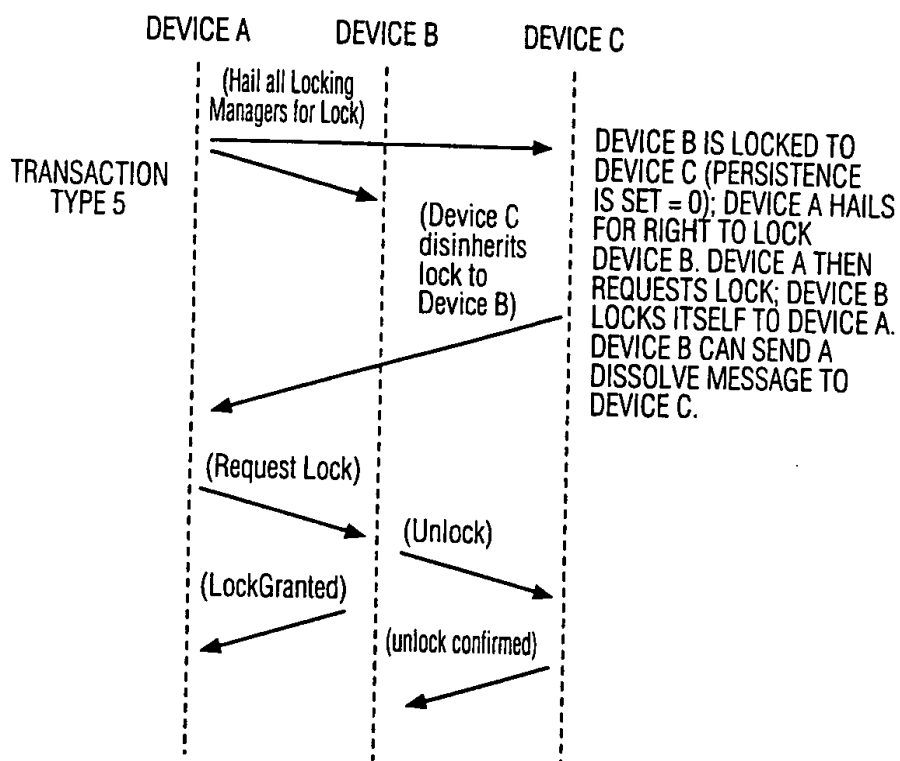 DEVICE A
DEVICE B
DEVICE C
(Hail all Locking
Managers for Lock)
TRANSACTION
TYPE 5
(Device C
disinherits
lock to
Device B)
DEVICE B IS LOCKED TO
DEVICE C (PERSISTENCE
IS SET = 0); DEVICE A HAILS
FOR RIGHT TO LOCK
DEVICE B. DEVICE A THEN
REQUESTS LOCK; DEVICE B
LOCKS ITSELF TO DEVICE A.
DEVICE B CAN SEND A
DISSOLVE MESSAGE TO
DEVICE C.
(Request Lock)
(Unlock)
(LockGranted)
(unlock confirmed)